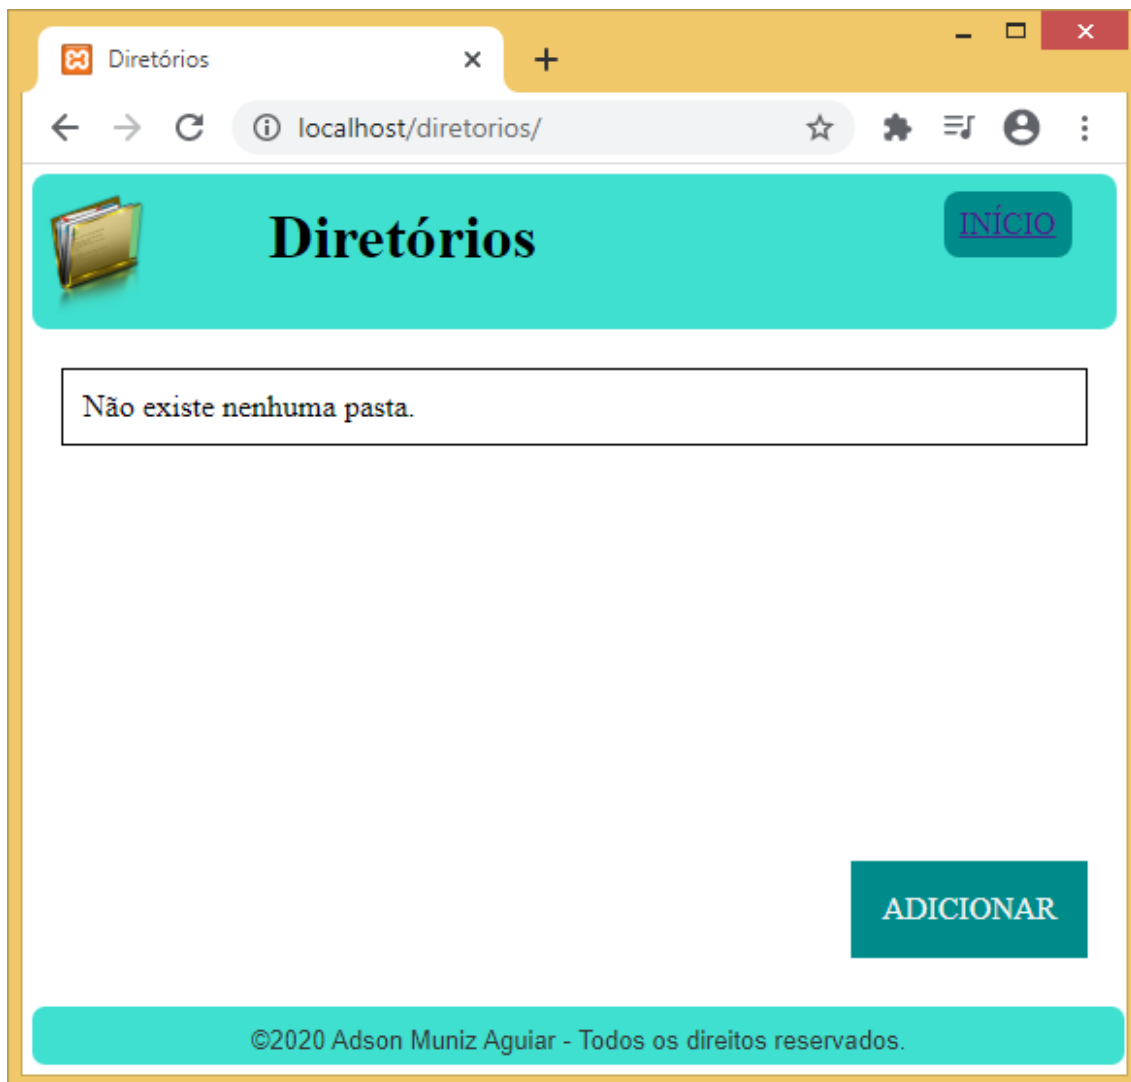 Diretórios
localhost/diretorios/
Diretórios
INÍCIO
Não existe nenhuma pasta.
ADICIONAR
©2020 Adson Muniz Aguiar - Todos os direitos reservados.